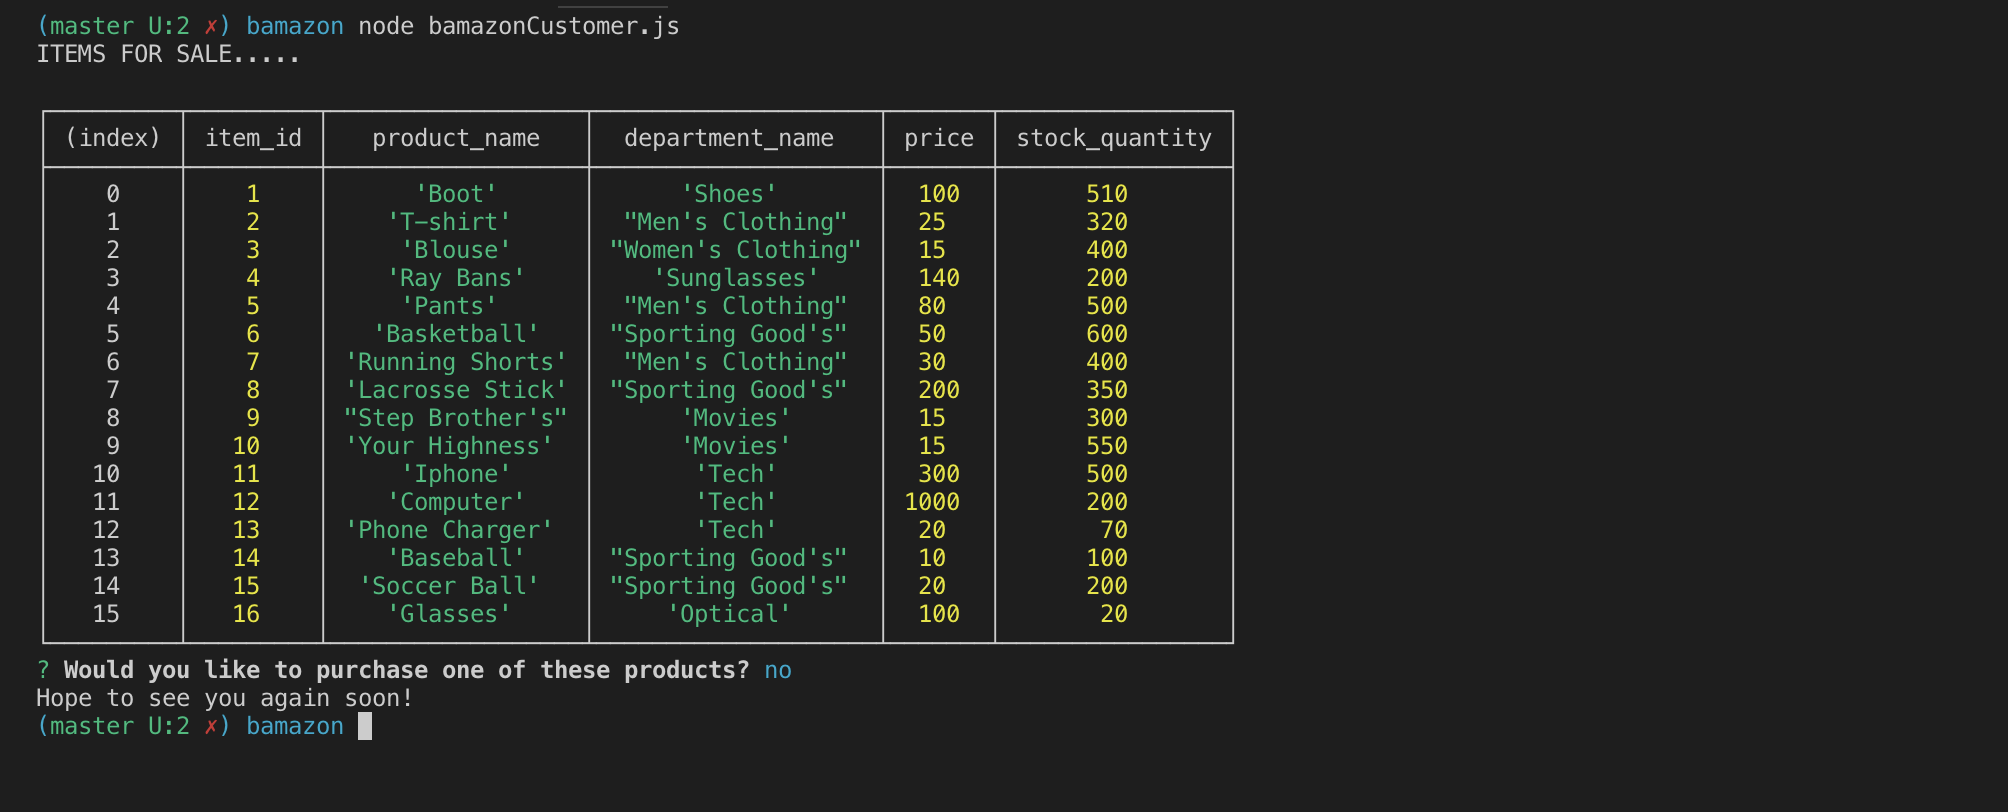 (master U:2 ✗) bamazon node bamazonCustomer.js
ITEMS FOR SALE.....
(index) item_id product_name department_name price stock_quantity
0 1 'Boot' 'Shoes' 100 510
1 2 'T-shirt' "Men's Clothing" 25 320
2 3 'Blouse' "Women's Clothing" 15 400
3 4 'Ray Bans' 'Sunglasses' 140 200
4 5 'Pants' "Men's Clothing" 80 500
5 6 'Basketball' "Sporting Good's" 50 600
6 7 'Running Shorts' "Men's Clothing" 30 400
7 8 'Lacrosse Stick' "Sporting Good's" 200 350
8 9 "Step Brother's" 'Movies' 15 300
9 10 'Your Highness' 'Movies' 15 550
10 11 'Iphone' 'Tech' 300 500
11 12 'Computer' 'Tech' 1000 200
12 13 'Phone Charger' 'Tech' 20 70
13 14 'Baseball' "Sporting Good's" 10 100
14 15 'Soccer Ball' "Sporting Good's" 20 200
15 16 'Glasses' 'Optical' 100 20
? Would you like to purchase one of these products? no
Hope to see you again soon!
(master U:2 ✗) bamazon